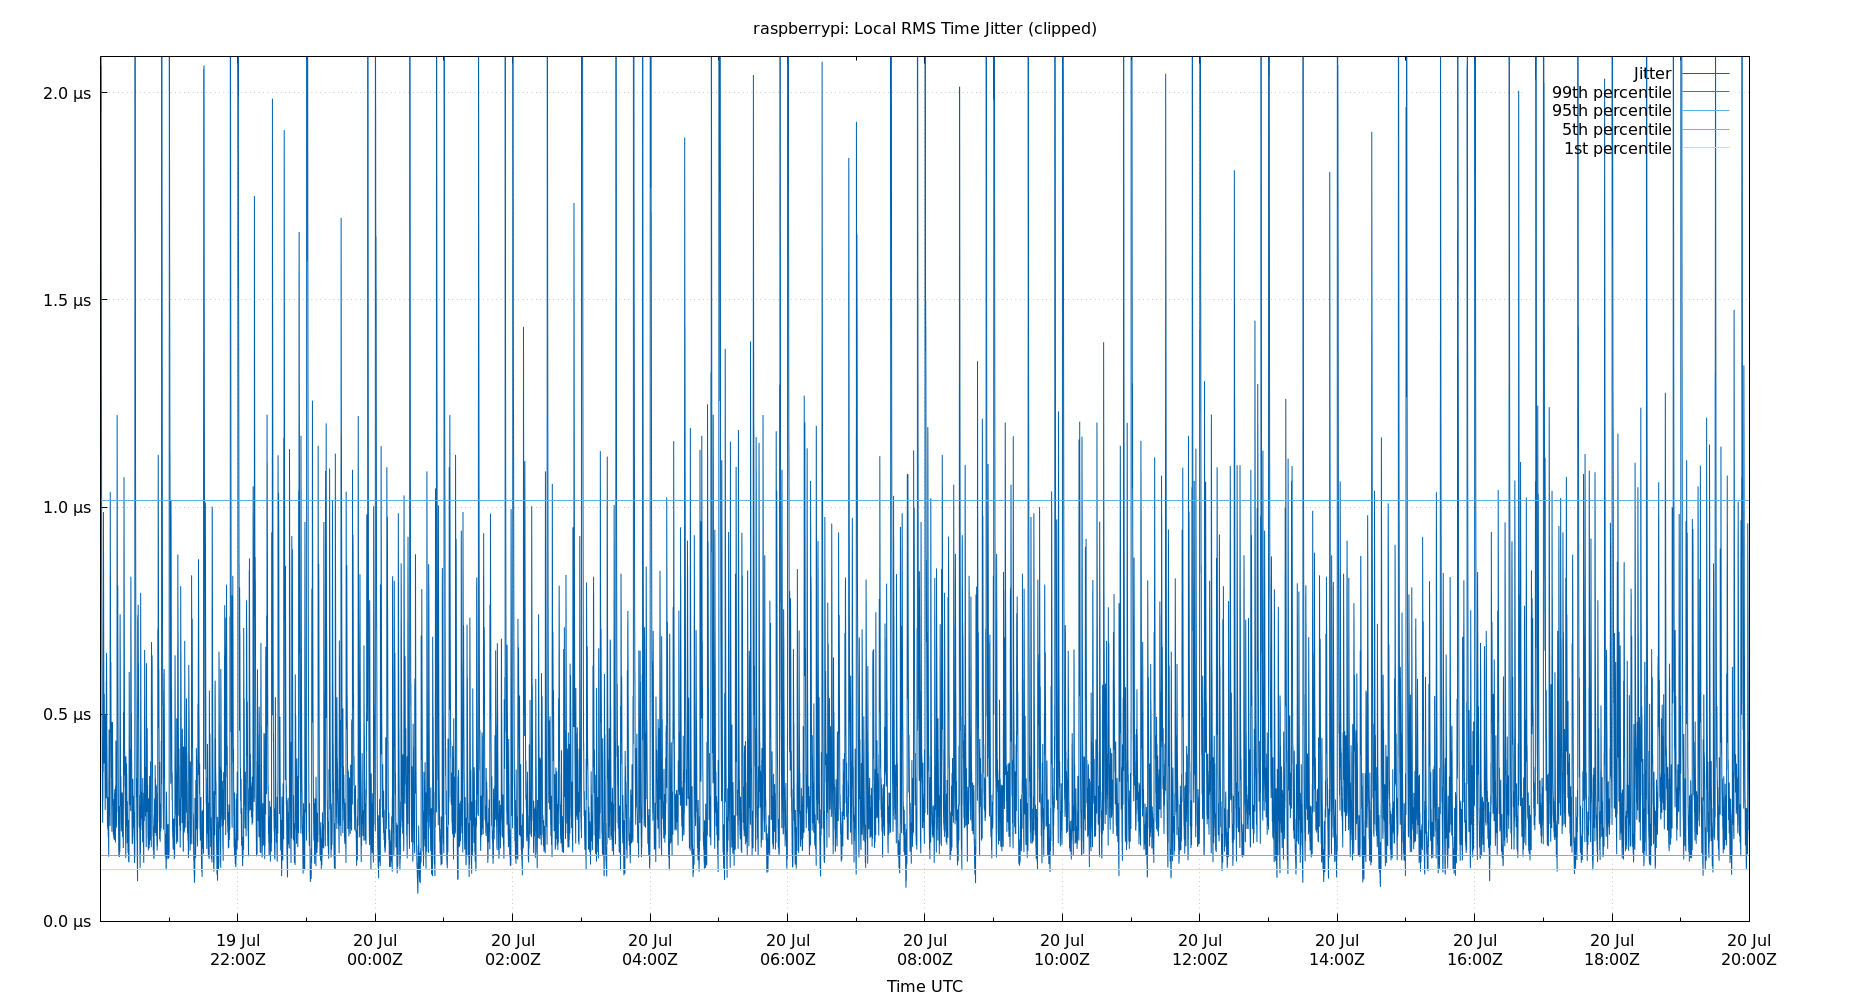 raspberrypi: Local RMS Time Jitter (clipped)
Jitter
99th percentile
95th percentile
5th percentile
1st percentile
2.0 µs
1.5 µs
1.0 µs
0.5 µs
0.0 µs
19 Jul
22:00Z
20 Jul
00:00Z
20 Jul
02:00Z
20 Jul
04:00Z
20 Jul
06:00Z
20 Jul
08:00Z
20 Jul
10:00Z
20 Jul
12:00Z
20 Jul
14:00Z
20 Jul
16:00Z
20 Jul
18:00Z
20 Jul
20:00Z
Time UTC